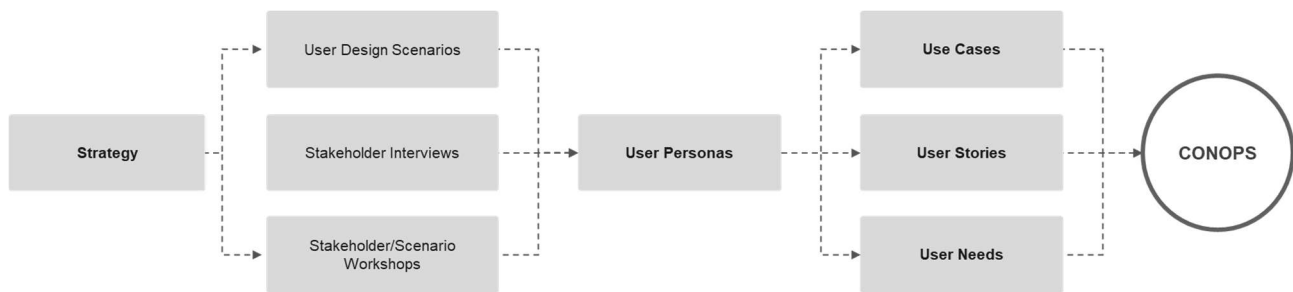 Strategy
User Design Scenarios
Stakeholder Interviews
Stakeholder/Scenario
Workshops
User Personas
Use Cases
User Stories
User Needs
CONOPS